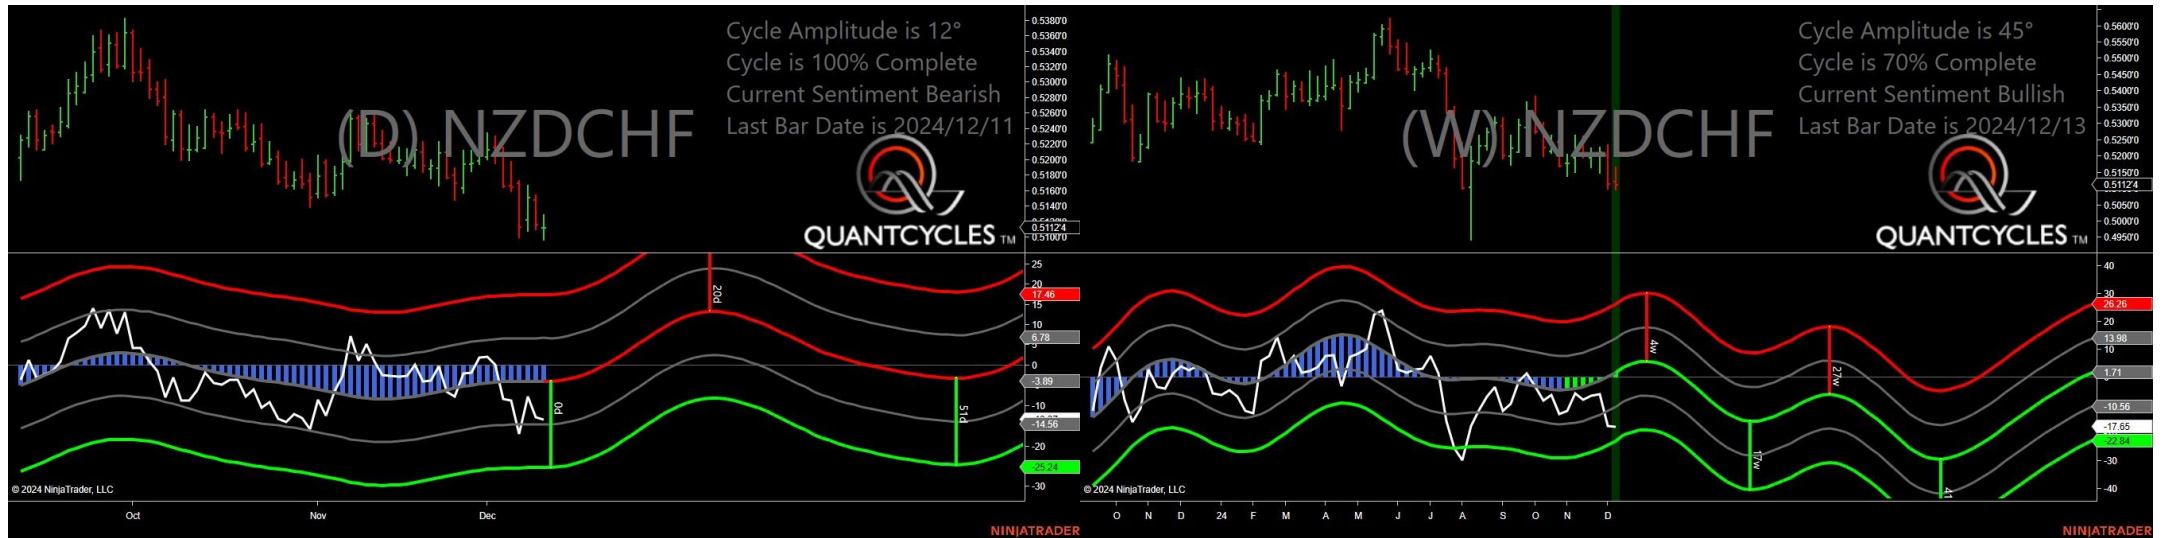 Cycle Amplitude is 12°
Cycle is 100% Complete
Current Sentiment Bearish
Last Bar Date is 2024/12/11
(D) NZDCHF
QUANTCYCLES TM
0.5380'0
0.5360'0
0.5340'0
0.5320'0
0.5300'0
0.5280'0
0.5260'0
0.5240'0
0.5220'0
0.5200'0
0.5180'0
0.5160'0
0.5140'0
0.5112'4
0.5100'0
25
20
17.46
15
10
6.78
5
0
-3.89
-10
-14.56
-20
-25.24
-30
20d
0d
51d
© 2024 NinjaTrader, LLC
Oct
Nov
Dec
NINJATRADER
Cycle Amplitude is 45°
Cycle is 70% Complete
Current Sentiment Bullish
Last Bar Date is 2024/12/13
(W) NZDCHF
QUANTCYCLES TM
0.5600'0
0.5550'0
0.5500'0
0.5450'0
0.5400'0
0.5350'0
0.5300'0
0.5250'0
0.5200'0
0.5150'0
0.5112'4
0.5050'0
0.5000'0
0.4950'0
40
30
26.26
20
13.98
10
1.71
-10.56
-17.65
-22.84
-30
-40
4w
17w
27w
41
© 2024 NinjaTrader, LLC
O N D 24 F M A M J J A S O N D
NINJATRADER